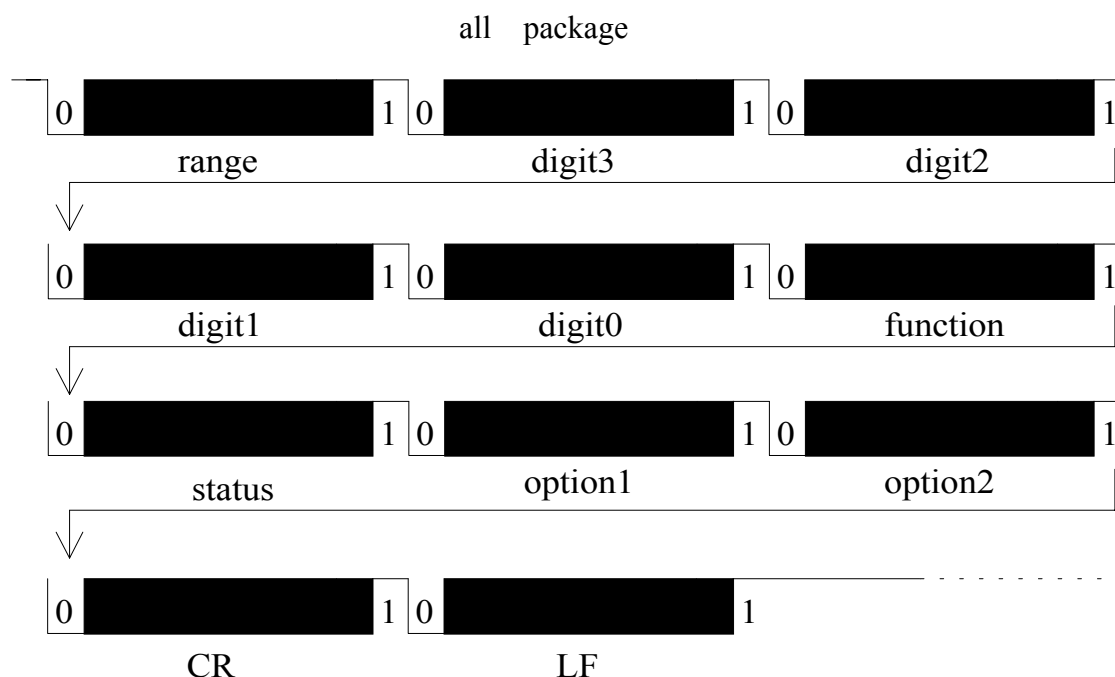 all package
0 1 0 1 0 1
range digit3 digit2
0 1 0 1 0 1
digit1 digit0 function
0 1 0 1 0 1
status option1 option2
0 1 0 1
CR LF